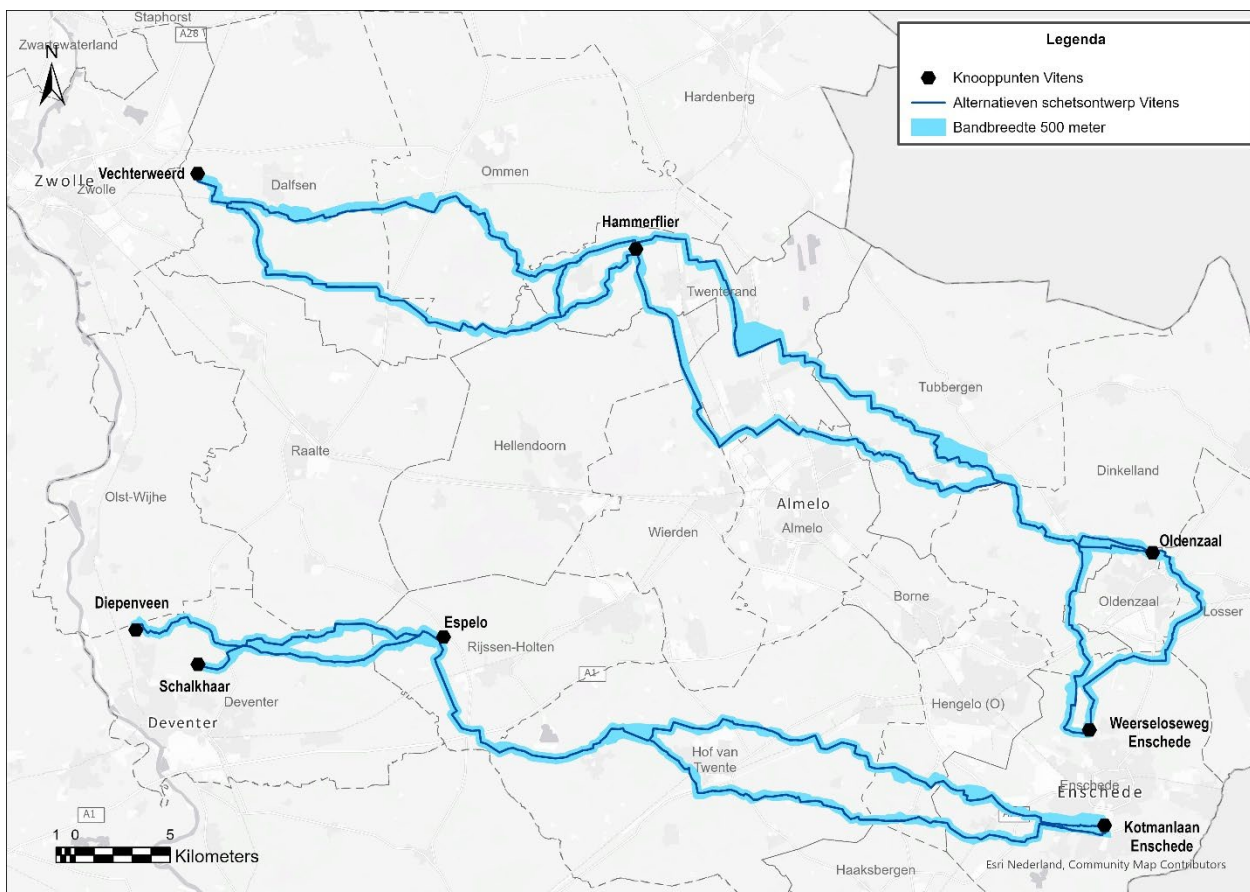 Staphorst
Zwartewaterland
A28
N
Hardenberg
Legenda
Knooppunten Vitens
Alternatieven schetsontwerp Vitens
Bandbreedte 500 meter
Vechterweerd
Zwolle
Zwolle
Dalfsen
Ommen
Hammerflier
Twenterand
Tubbergen
Raalte
Hellendoorn
Dinkelland
Olst-Wijhe
Almelo
Almelo
Wierden
Oldenzaal
Diepenveen
Borne
Oldenzaal
Losser
Espelo
Rijssen-Holten
Schalkhaar
A1
Deventer
Deventer
Hengelo (O)
Weerseloseweg
Enschede
Hof van
Twente
Enschede
Enschede
A1
Kotmanlaan
Enschede
1 0 5
Kilometers
Haaksbergen
Esri Nederland, Community Map Contributors